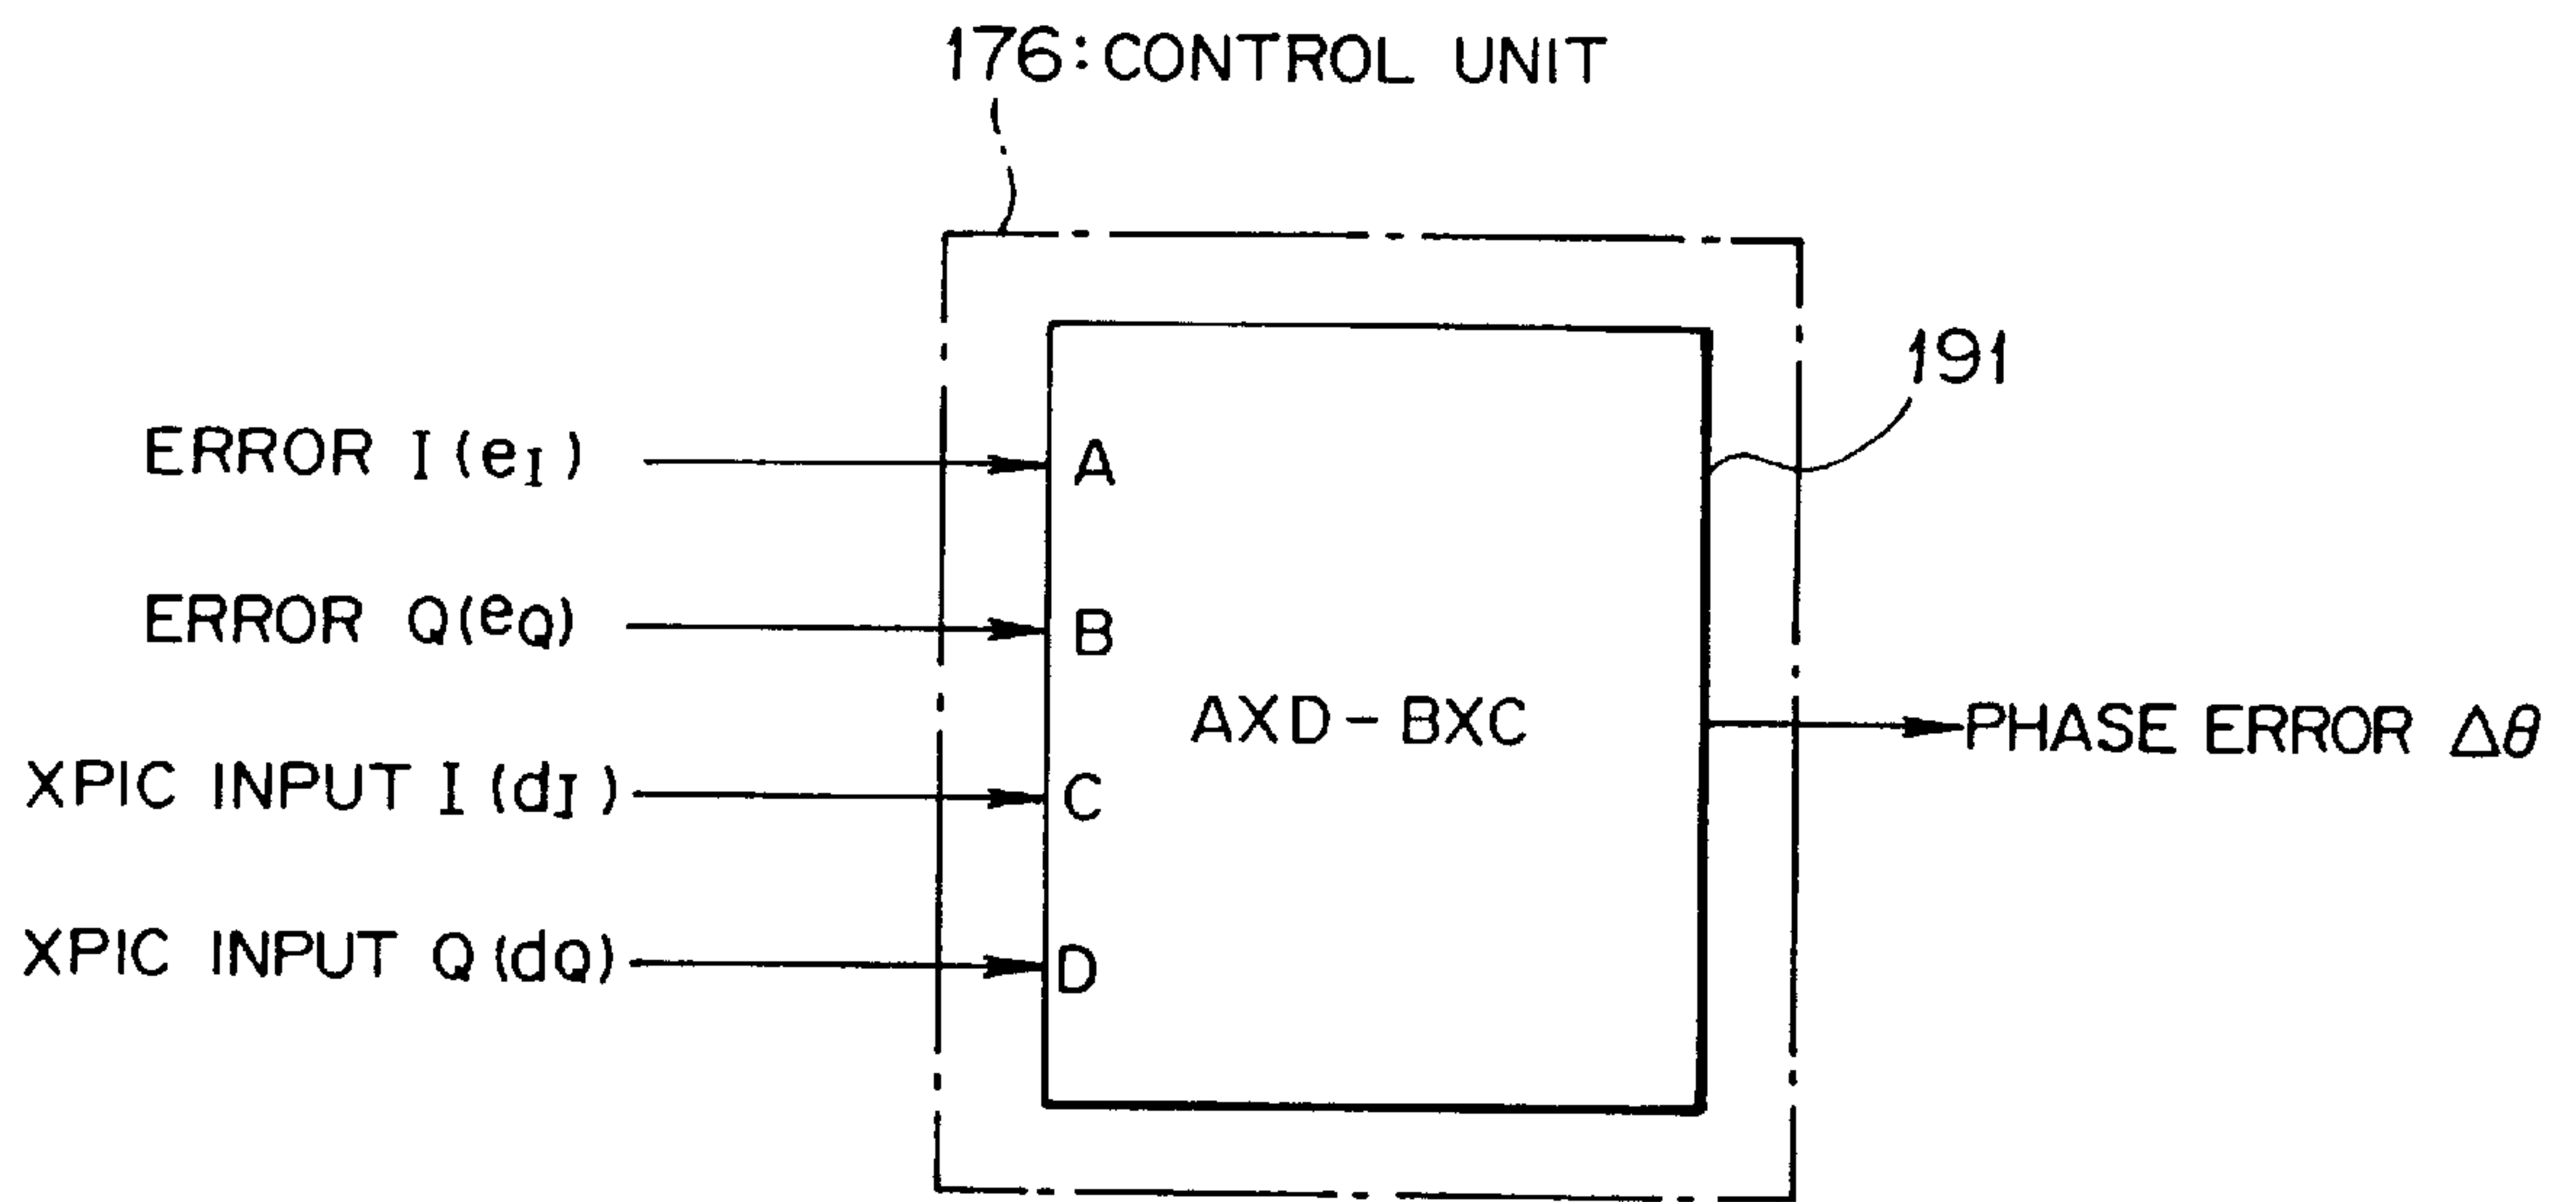 176:CONTROL UNIT
191
ERROR I (eI)
A
ERROR Q(eQ)
B
AXD-BXC
PHASE ERROR Δθ
XPIC INPUT I (dI)
C
XPIC INPUT Q (dQ)
D